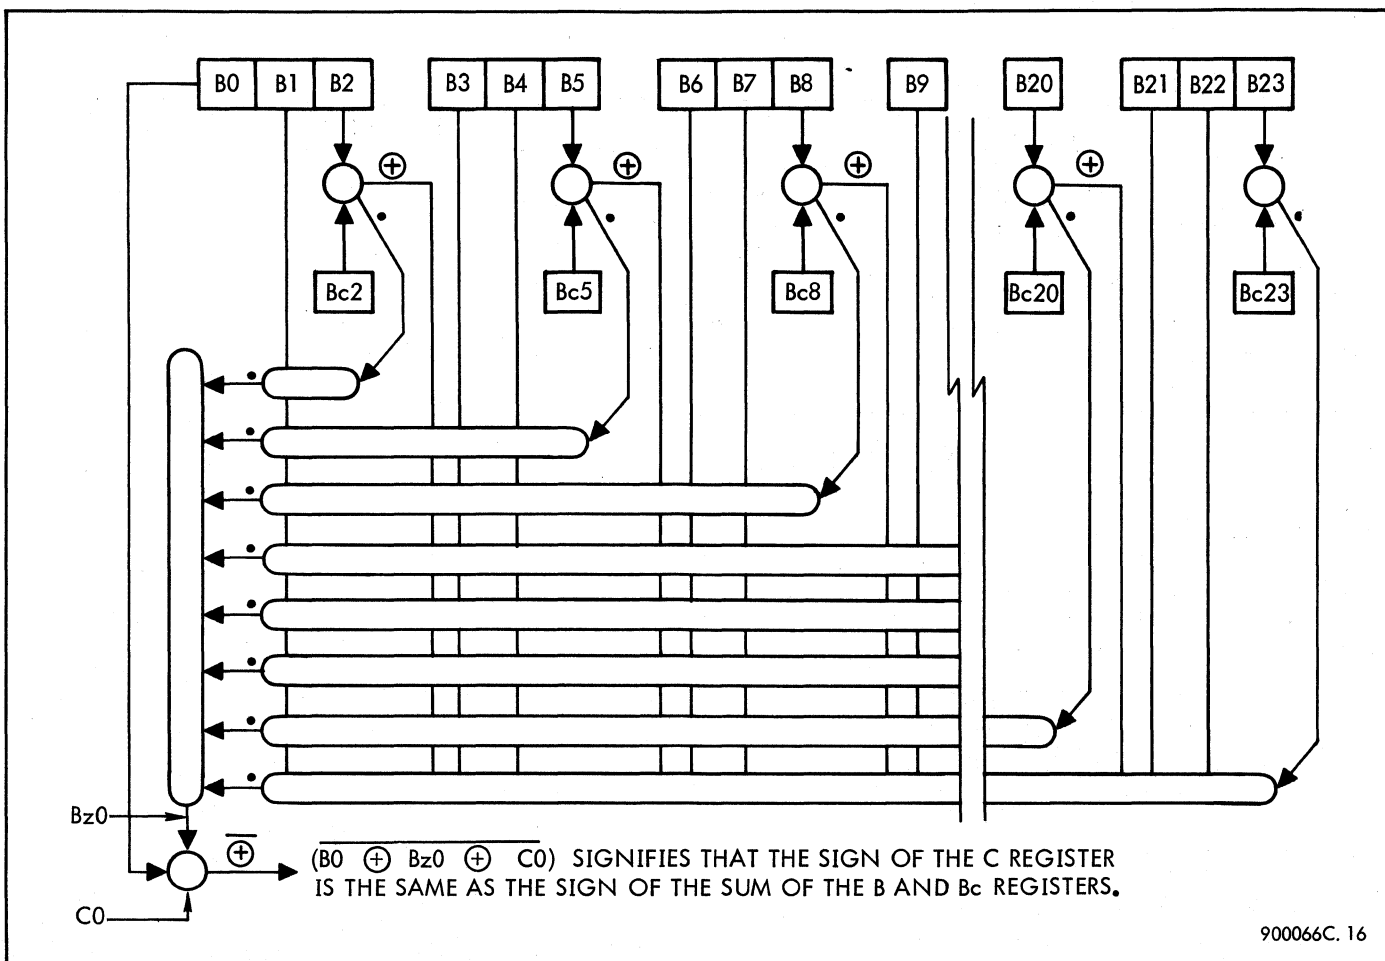 B0 B1 B2 B3 B4 B5 B6 B7 B8 B9 B20 B21 B22 B23
⊕ ⊕ ⊕ ⊕
Bc2 Bc5 Bc8 Bc20 Bc23
Bz0
⊕ (B0 ⊕ Bz0 ⊕ C0) SIGNIFIES THAT THE SIGN OF THE C REGISTER
IS THE SAME AS THE SIGN OF THE SUM OF THE B AND Bc REGISTERS.
C0
900066C. 16